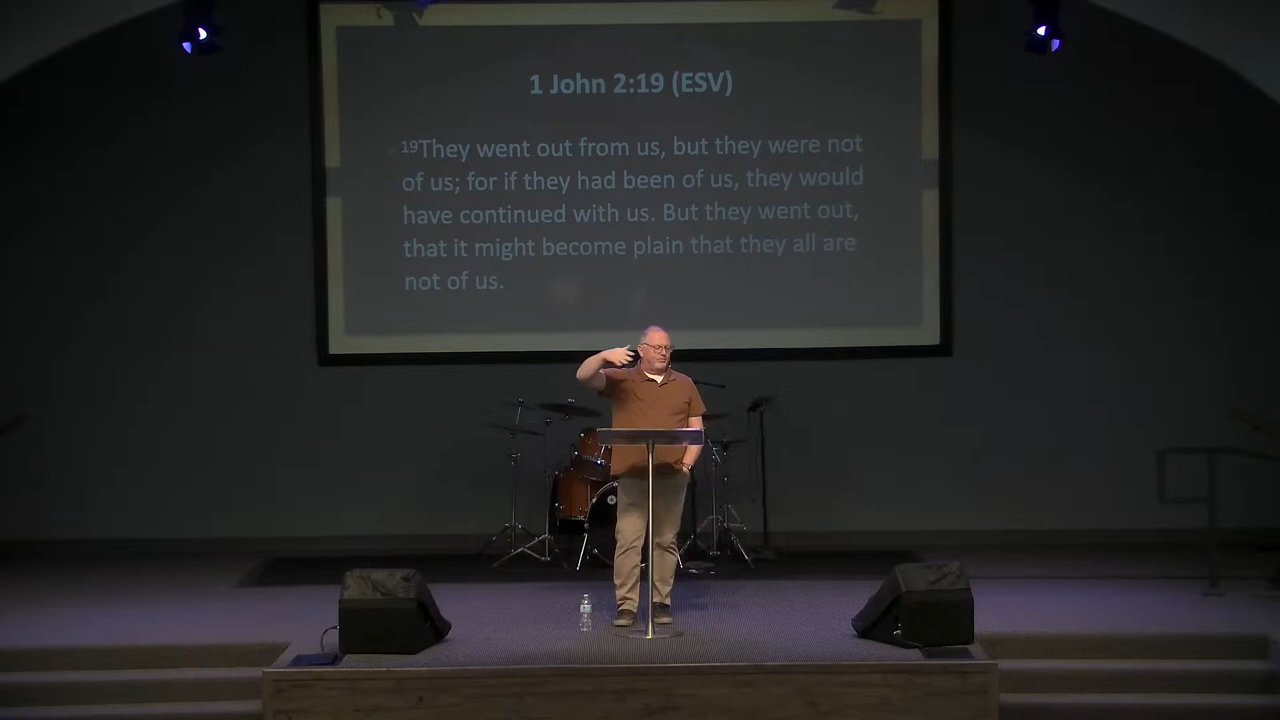 1 John 2:19 (ESV)
19They went out from us, but they were not
of us; for if they had been of us, they would
have continued with us. But they went out,
that it might become plain that they all are
not of us.